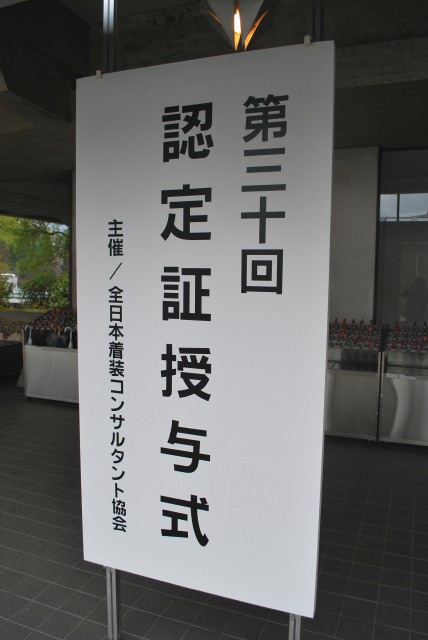 第三十回
認定証授与式
主催／全日本着装コンサルタント協会